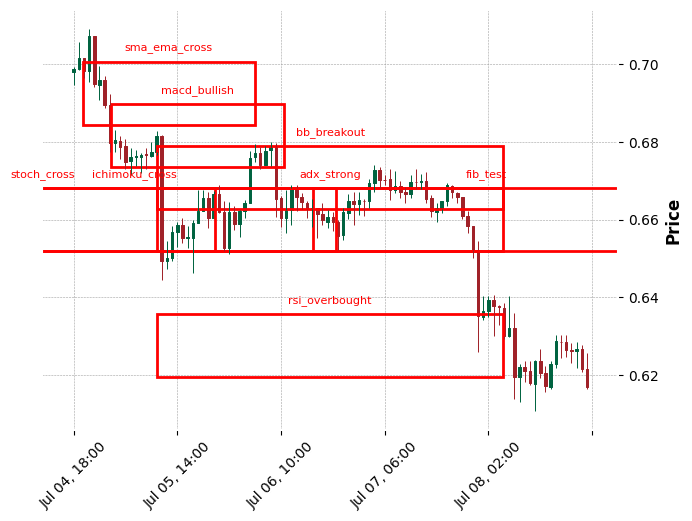 sma_ema_cross
0.70
macd_bullish
bb_breakout
0.68
stoch_cross ichimoku_cross adx_strong fib_test
0.66
Price
rsi_overbought
0.64
0.62
Jul 04, 18:00 Jul 05, 14:00 Jul 06, 10:00 Jul 07, 06:00 Jul 08, 02:00